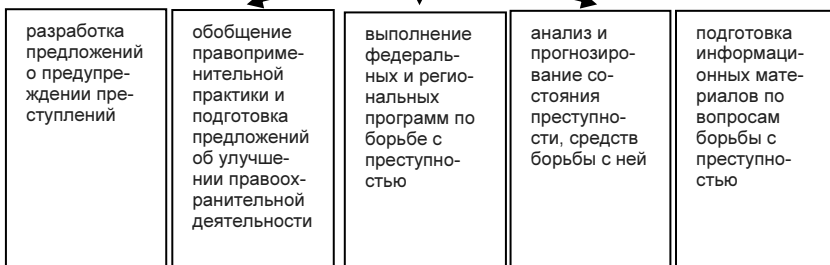 разработка
предложений
о предупре-
ждении пре-
ступлений
обобщение
правоприме-
нительной
практики и
подготовка
предложений
об улучше-
нии правоох-
ранительной
деятельности
выполнение
федераль-
ных и регио-
нальных
программ по
борьбе с
преступно-
стью
анализ и
прогнозиро-
вание со-
стояния
преступно-
сти, средств
борьбы с ней
подготовка
информаци-
онных мате-
риалов по
вопросам
борьбы с
преступно-
стью